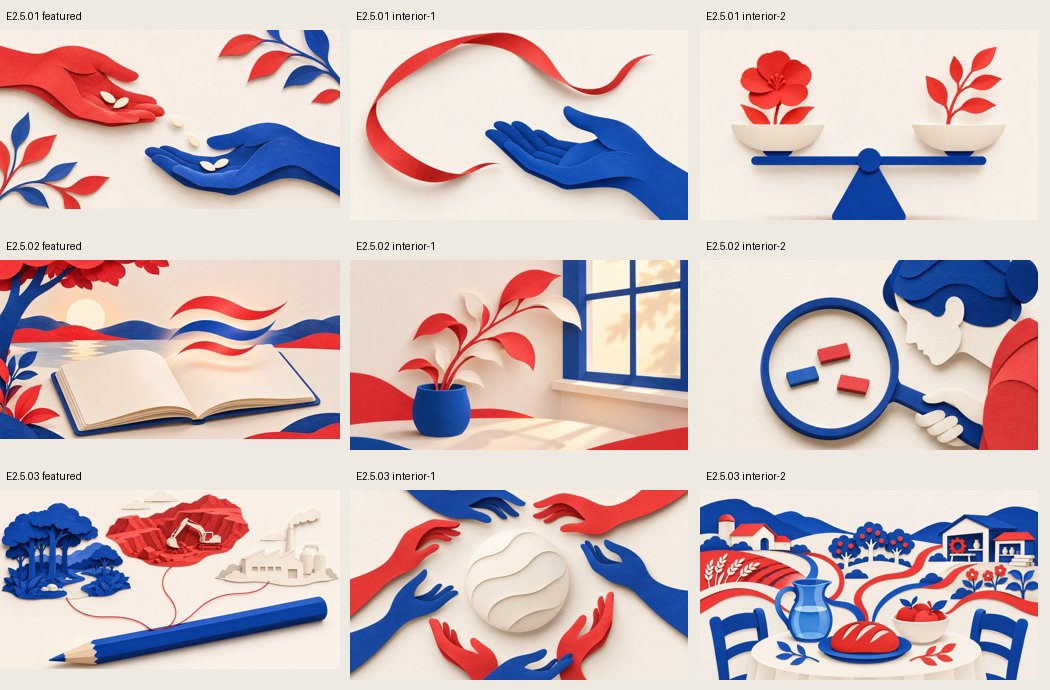 E2.5.01 featured
E2.5.01 interior-1
E2.5.01 interior-2
E2.5.02 featured
E2.5.02 interior-1
E2.5.02 interior-2
E2.5.03 featured
E2.5.03 interior-1
E2.5.03 interior-2